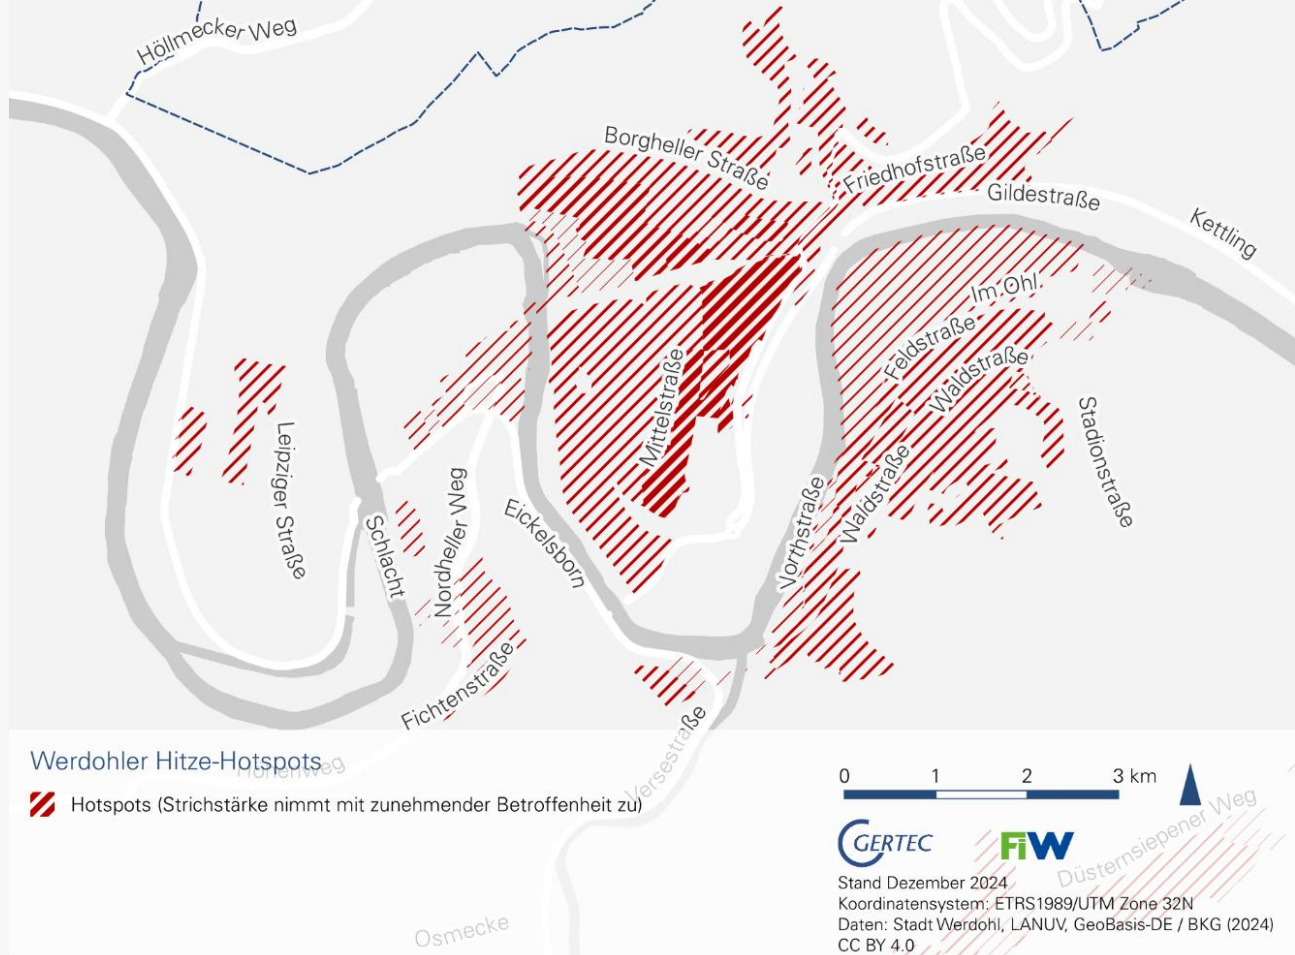 Höllmecker Weg
Borgheller Straße
Friedhofstraße
Gildestraße
Kettling
Im Ohl
Feldstraße
Waldstraße
Mittelstraße
Stadionstraße
Leipziger Straße
Nordheller Weg
Waldstraße
Vorthstraße
Eickelsborn
Schlacht
Fichtenstraße
Versestraße
Werdohler Hitze-Hotspots
Höhenweg
Hotspots (Strichstärke nimmt mit zunehmender Betroffenheit zu)
0 1 2 3 km
GERTEC FiW
Düsternsiepener Weg
Stand Dezember 2024
Koordinatensystem: ETRS1989/UTM Zone 32N
Daten: Stadt Werdohl, LANUV, GeoBasis-DE / BKG (2024)
CC BY 4.0
Osmecke